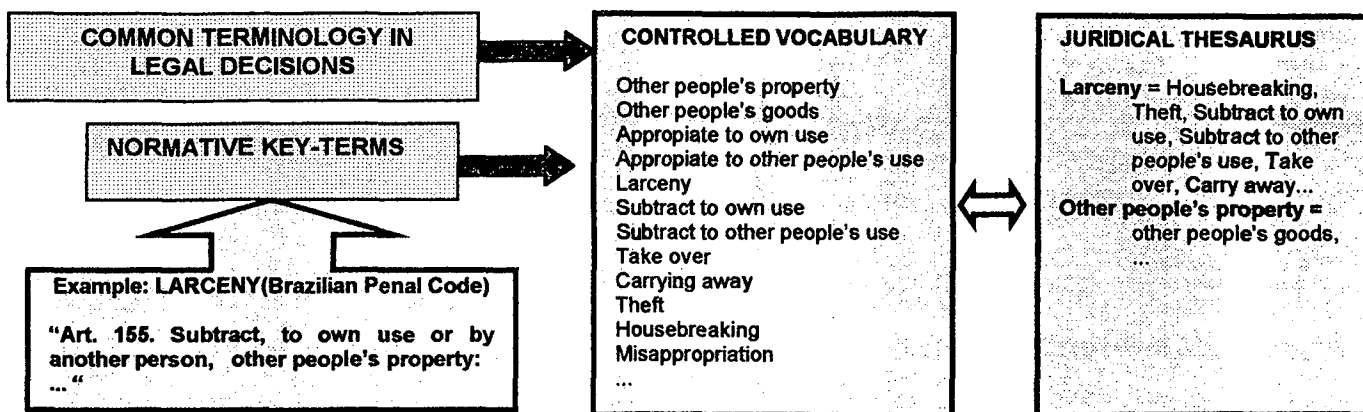 COMMON TERMINOLOGY IN
LEGAL DECISIONS
NORMATIVE KEY-TERMS
Example: LARCENY(Brazilian Penal Code)
“Art. 155. Subtract, to own use or by
another person, other people's property:
... “
CONTROLLED VOCABULARY
Other people's property
Other people's goods
Appropiate to own use
Appropiate to other people's use
Larceny
Subtract to own use
Subtract to other people's use
Take over
Carrying away
Theft
Housebreaking
Misappropriation
...
JURIDICAL THESAURUS
Larceny = Housebreaking,
Theft, Subtract to own
use, Subtract to other
people's use, Take
over, Carry away...
Other people's property =
other people's goods,
...